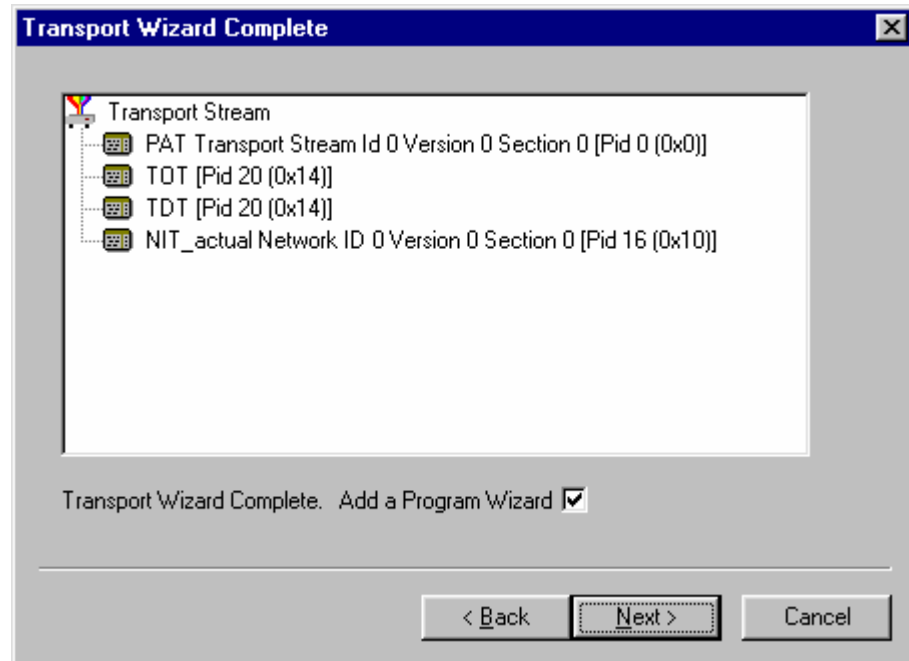 Transport Wizard Complete
Transport Stream
PAT Transport Stream Id 0 Version 0 Section 0 [Pid 0 (0x0)]
TOT [Pid 20 (0x14)]
TDT [Pid 20 (0x14)]
NIT_actual Network ID 0 Version 0 Section 0 [Pid 16 (0x10)]
Transport Wizard Complete. Add a Program Wizard
< Back Next > Cancel